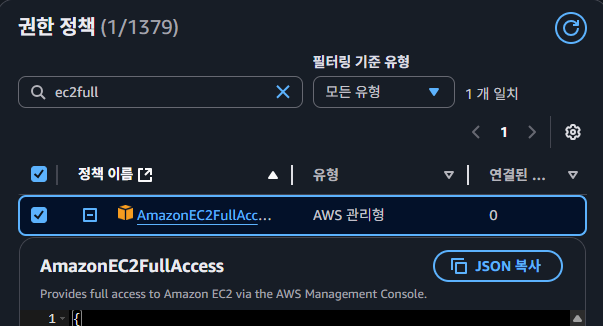 권한 정책 (1/1379)
필터링 기준 유형
ec2full
모든 유형
1 개 일치
1
정책 이름
유형
연결된 ...
AmazonEC2FullAcc...
AWS 관리형
0
AmazonEC2FullAccess
JSON 복사
Provides full access to Amazon EC2 via the AWS Management Console.
1
{